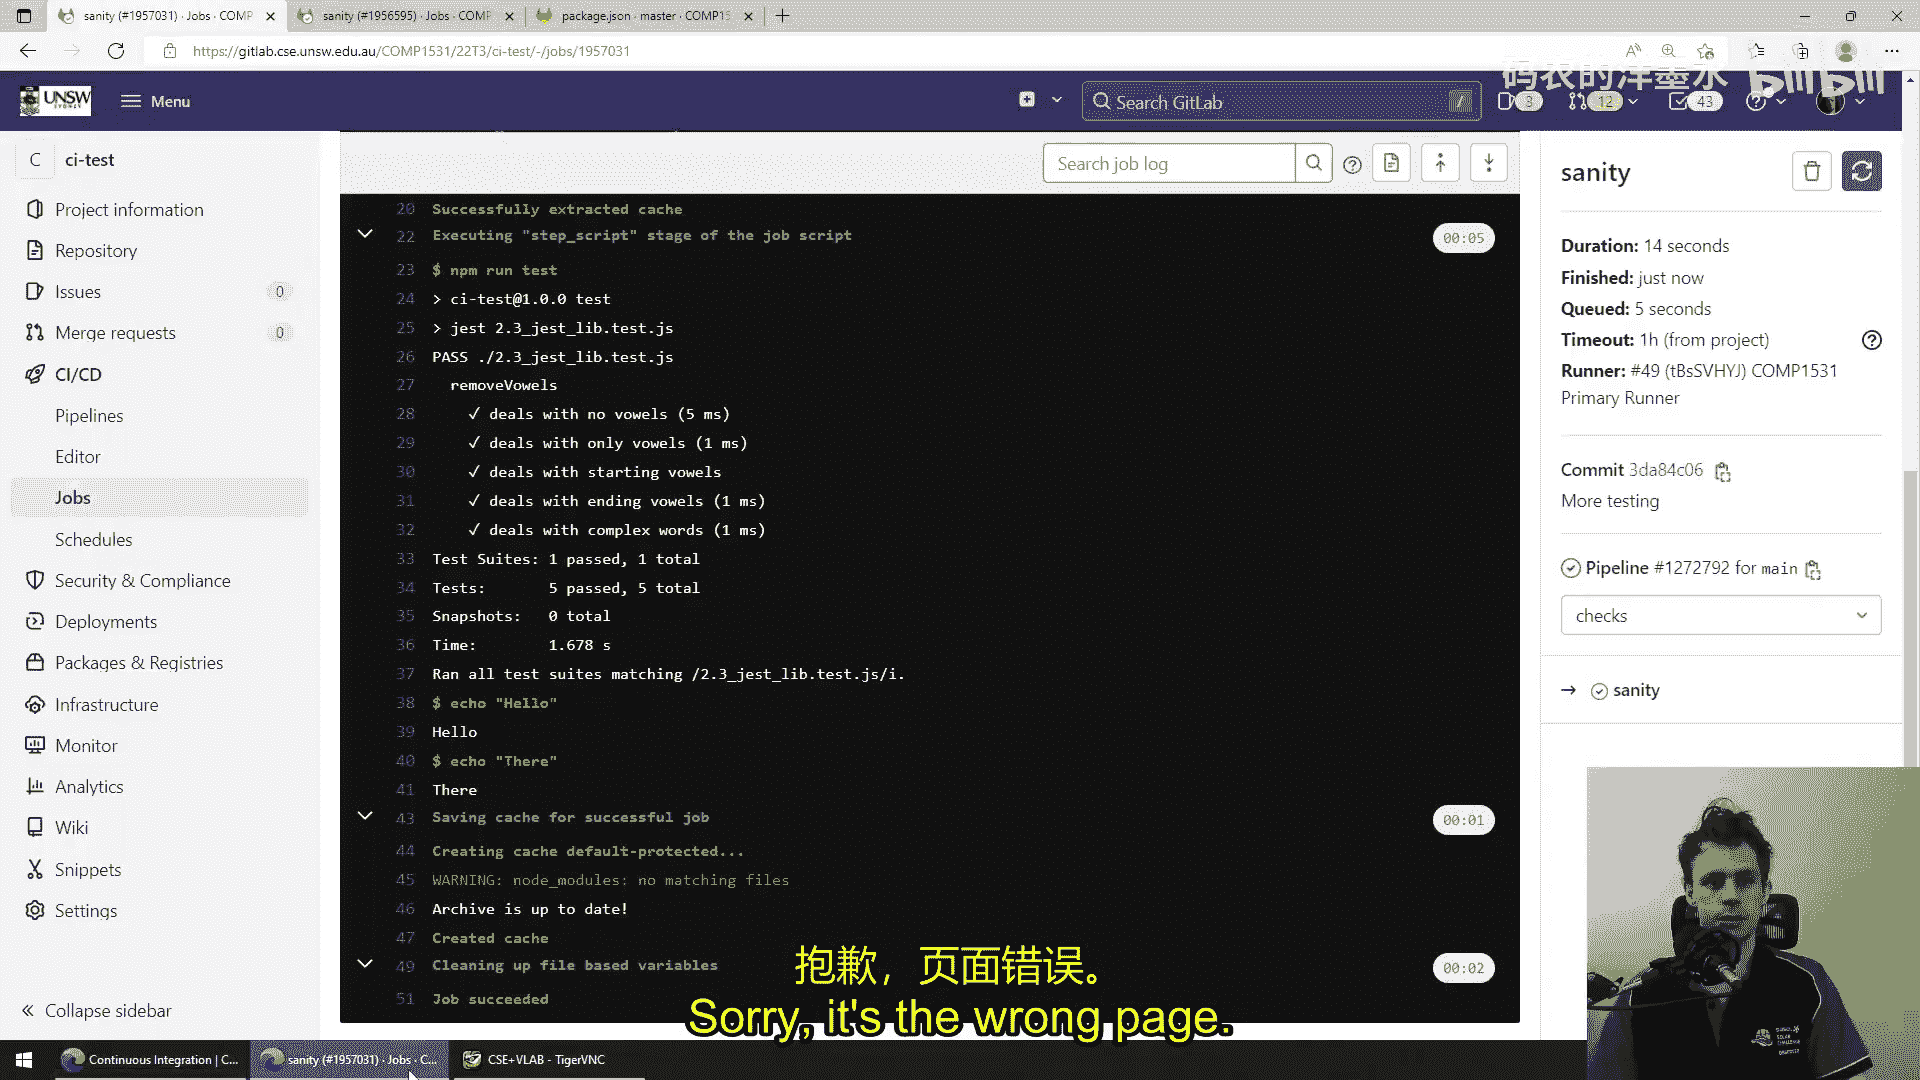 sanity (#1957031) · Jobs · COMP
sanity (#1956595) · Jobs · COMP
package.json · master · COMP15
https://gitlab.cse.unsw.edu.au/COMP1531/22T3/ci-test/-/jobs/1957031
码农的洋墨水 bilibili
UNSW
SYDNEY
Menu
Search GitLab
/
3
12
43
C
ci-test
Project information
Repository
Issues 0
Merge requests 0
CI/CD
Pipelines
Editor
Jobs
Schedules
Security & Compliance
Deployments
Packages & Registries
Infrastructure
Monitor
Analytics
Wiki
Snippets
Settings
Collapse sidebar
Search job log
20 Successfully extracted cache
22 Executing "step_script" stage of the job script 00:05
23 $ npm run test
24 > ci-test@1.0.0 test
25 > jest 2.3_jest_lib.test.js
26 PASS ./2.3_jest_lib.test.js
27 removeVowels
28 ✓ deals with no vowels (5 ms)
29 ✓ deals with only vowels (1 ms)
30 ✓ deals with starting vowels
31 ✓ deals with ending vowels (1 ms)
32 ✓ deals with complex words (1 ms)
33 Test Suites: 1 passed, 1 total
34 Tests: 5 passed, 5 total
35 Snapshots: 0 total
36 Time: 1.678 s
37 Ran all test suites matching /2.3_jest_lib.test.js/i.
38 $ echo "Hello"
39 Hello
40 $ echo "There"
41 There
43 Saving cache for successful job 00:01
44 Creating cache default-protected...
45 WARNING: node_modules: no matching files
46 Archive is up to date!
47 Created cache
49 Cleaning up file based variables 00:02
51 Job succeeded
sanity
Duration: 14 seconds
Finished: just now
Queued: 5 seconds
Timeout: 1h (from project)
Runner: #49 (tBsSVHYJ) COMP1531
Primary Runner
Commit 3da84c06
More testing
Pipeline #1272792 for main
checks
→ sanity
抱歉，页面错误。
Sorry, it's the wrong page.
Continuous Integration | C...
sanity (#1957031) · Jobs · C...
CSE+VLAB - TigerVNC